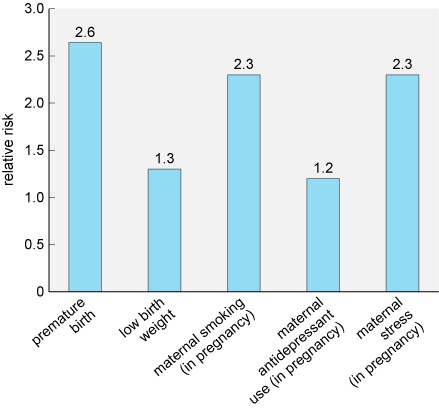 3.0
2.5
2.0
1.5
1.0
0.5
0
relative risk
2.6
1.3
2.3
1.2
2.3
premature
birth
low birth
weight
maternal smoking
(in pregnancy)
maternal
antidepressant
use (in pregnancy)
maternal
stress
(in pregnancy)